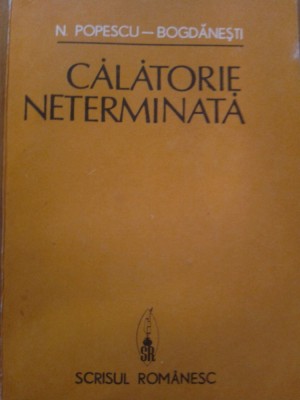 N. POPESCU-BOGDĂNEȘTI
CĂLĂTORIE
NETERMINATĂ
SR
SCRISUL ROMÂNESC